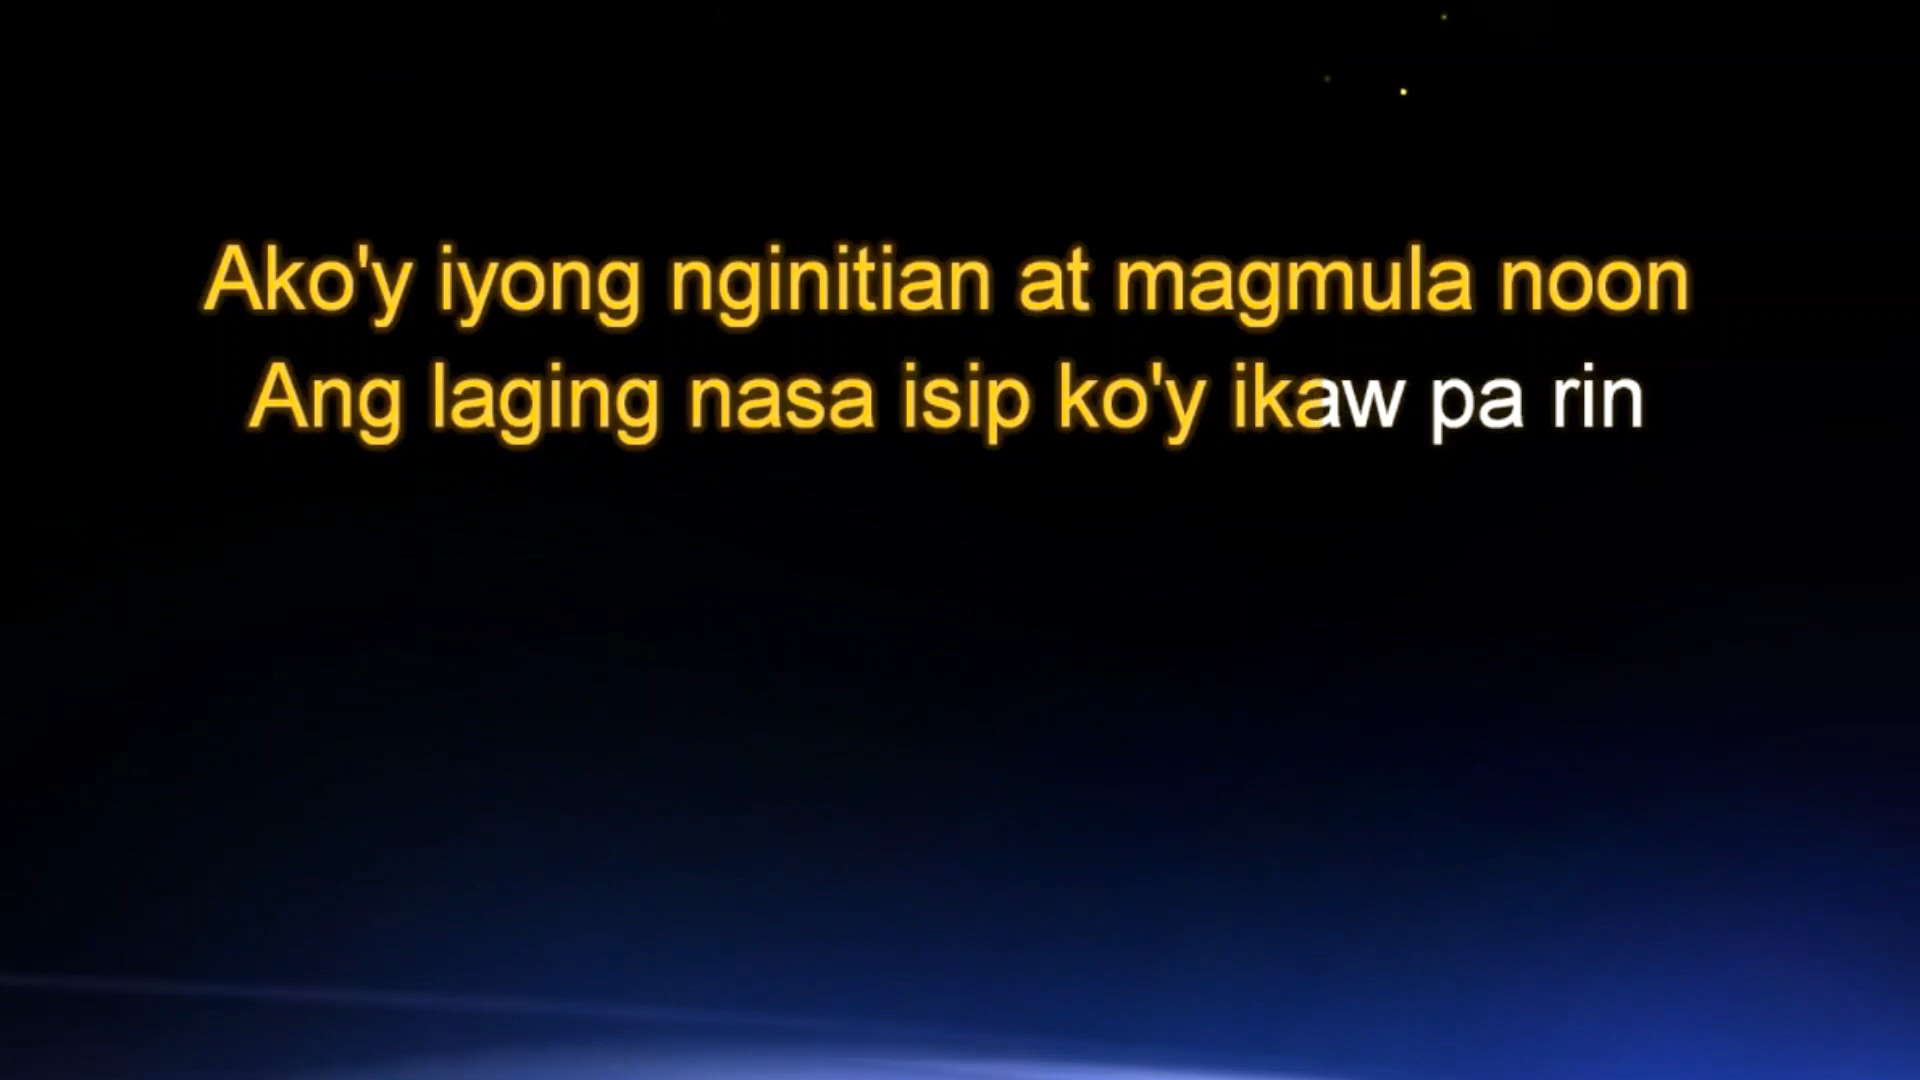 Ako'y iyong nginitian at magmula noon
Ang laging nasa isip ko'y ikaw pa rin